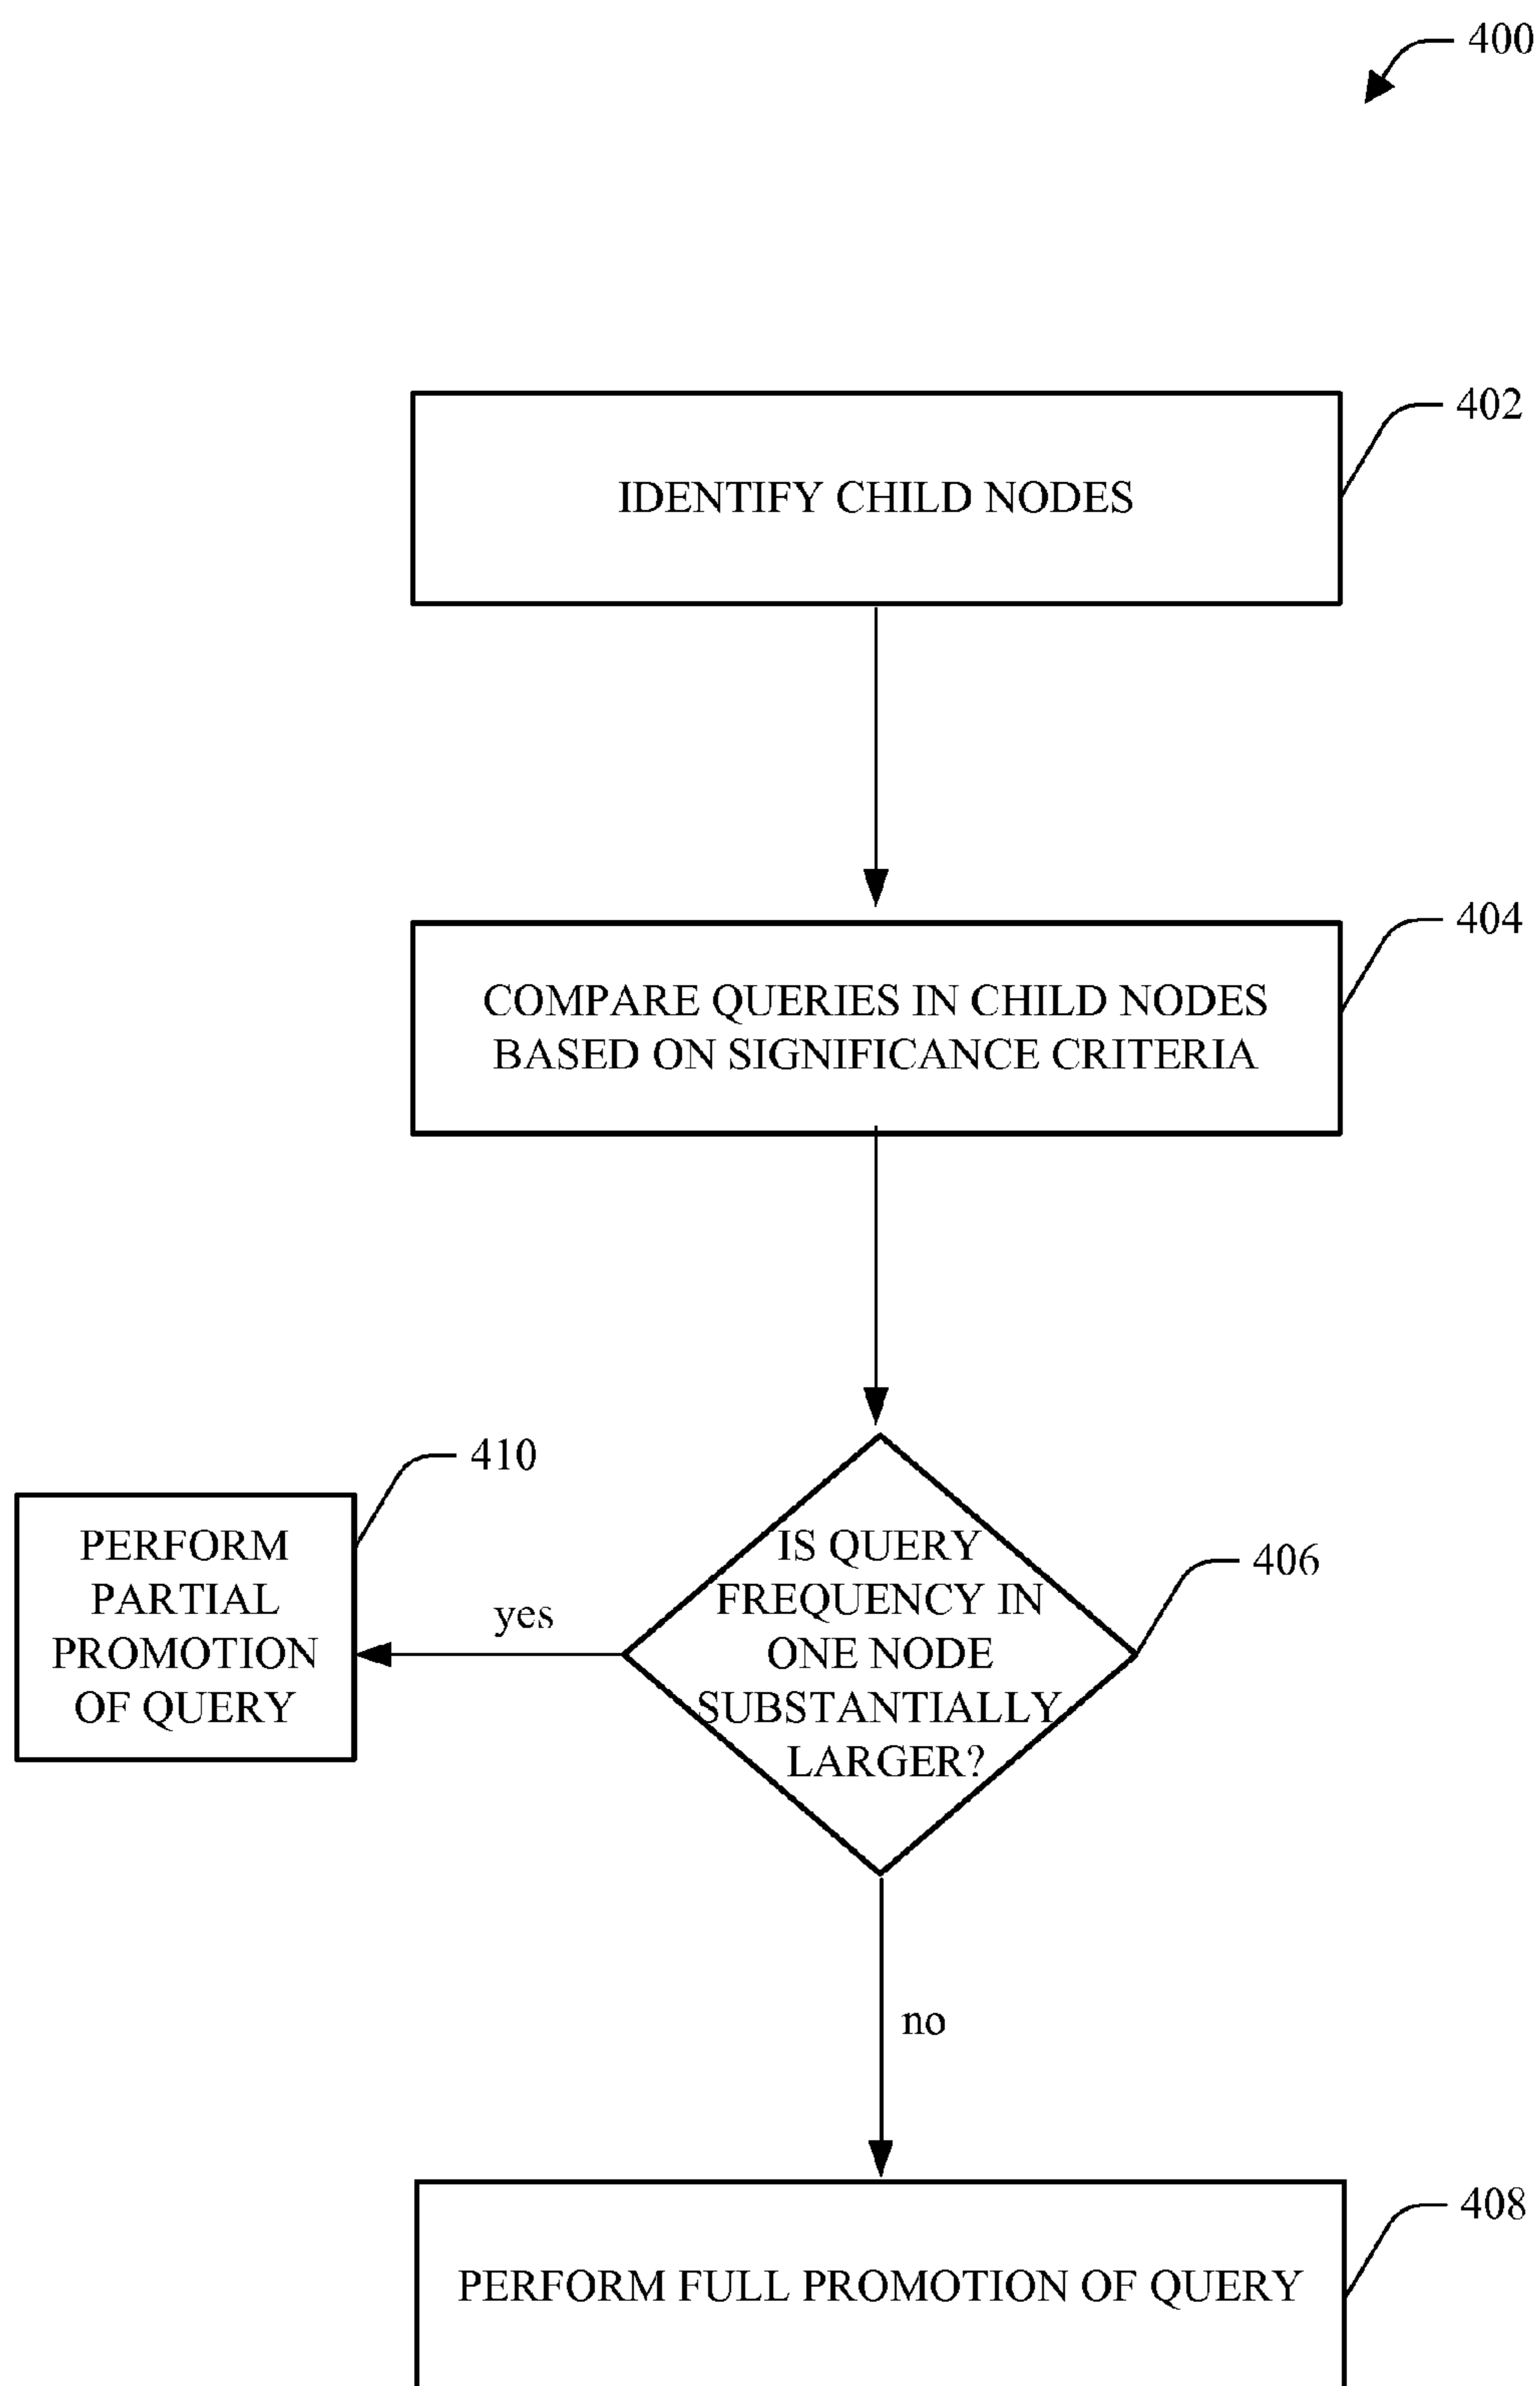 400
402
IDENTIFY CHILD NODES
404
COMPARE QUERIES IN CHILD NODES
BASED ON SIGNIFICANCE CRITERIA
410
PERFORM
PARTIAL
PROMOTION
OF QUERY
yes
IS QUERY
FREQUENCY IN
ONE NODE
SUBSTANTIALLY
LARGER?
406
no
408
PERFORM FULL PROMOTION OF QUERY